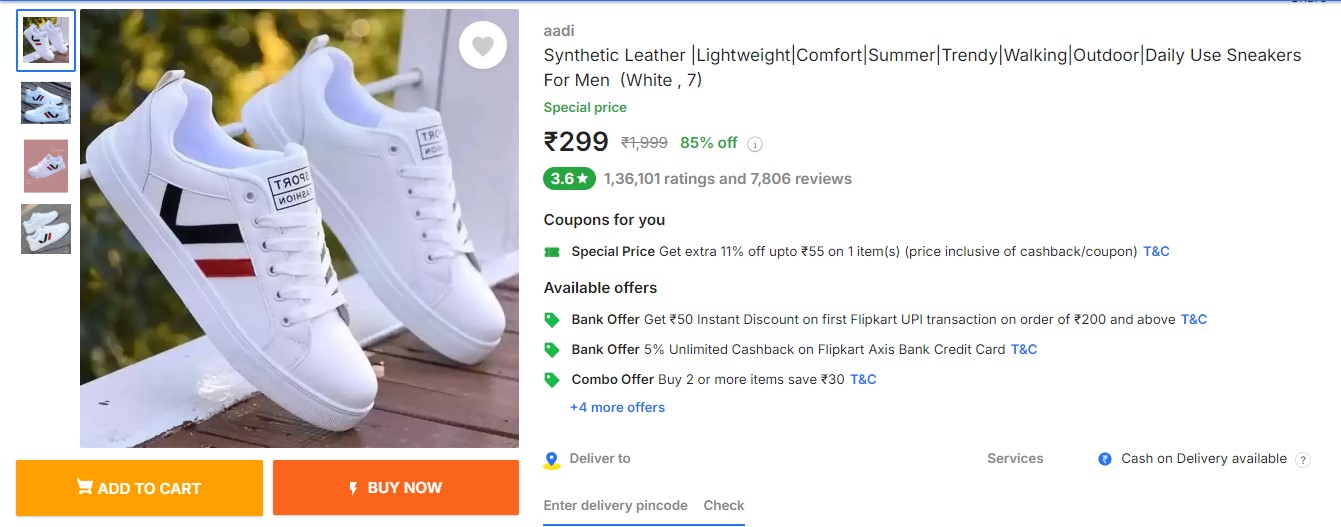 aadi
Synthetic Leather |Lightweight|Comfort|Summer|Trendy|Walking|Outdoor|Daily Use Sneakers
For Men (White , 7)
Special price
₹299 ₹1,999 85% off i
3.6★ 1,36,101 ratings and 7,806 reviews
Coupons for you
Special Price Get extra 11% off upto ₹55 on 1 item(s) (price inclusive of cashback/coupon) T&C
Available offers
Bank Offer Get ₹50 Instant Discount on first Flipkart UPI transaction on order of ₹200 and above T&C
Bank Offer 5% Unlimited Cashback on Flipkart Axis Bank Credit Card T&C
Combo Offer Buy 2 or more items save ₹30 T&C
+4 more offers
Deliver to
Services
₹ Cash on Delivery available ?
Enter delivery pincode Check
SPORT
FASHION
ADD TO CART
BUY NOW